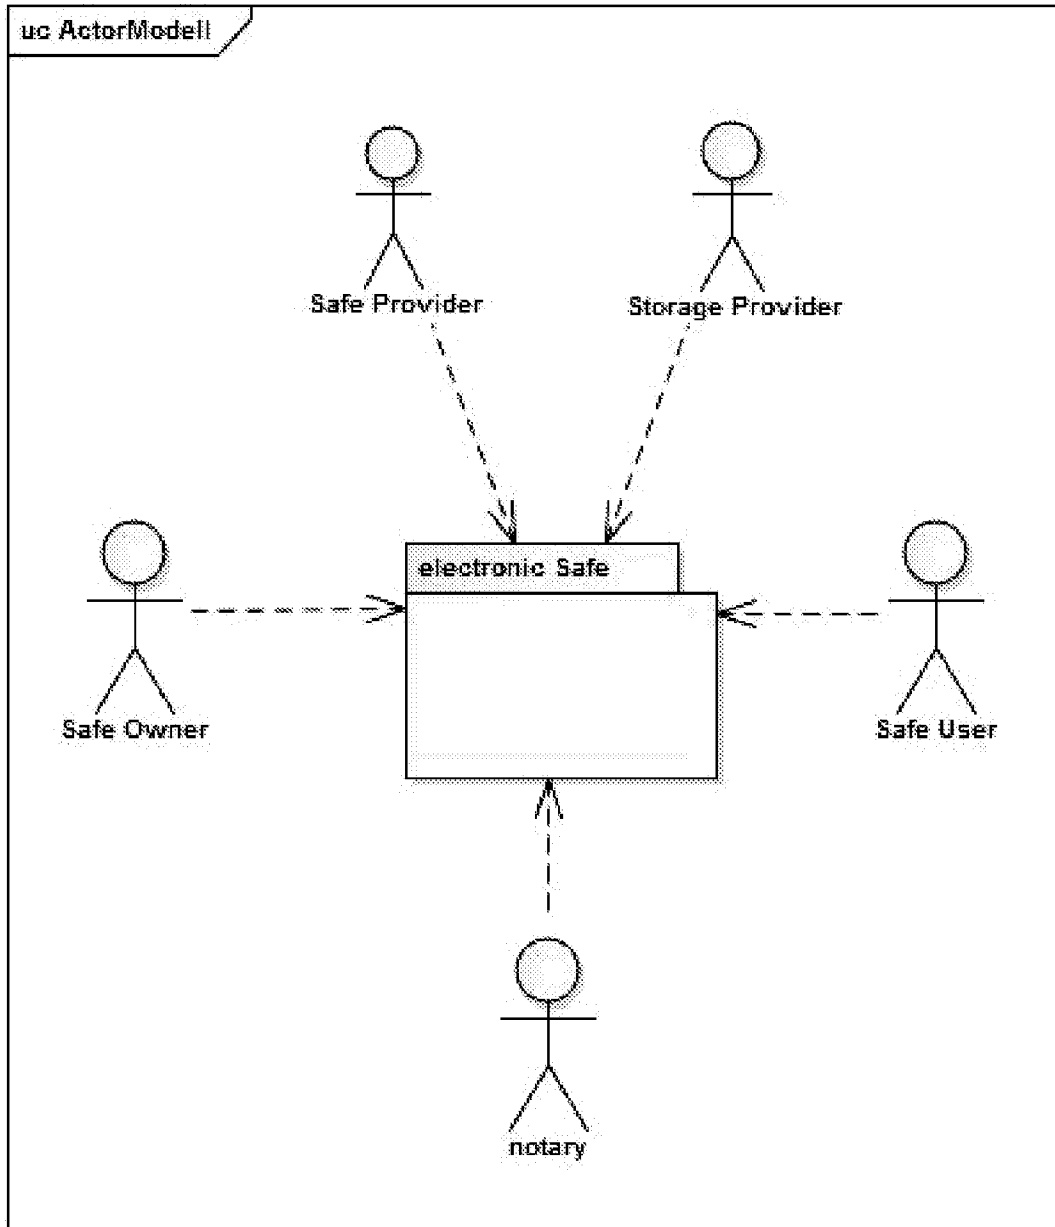 uc ActorModell
Safe Provider
Storage Provider
electronic Safe
Safe Owner
Safe User
notary